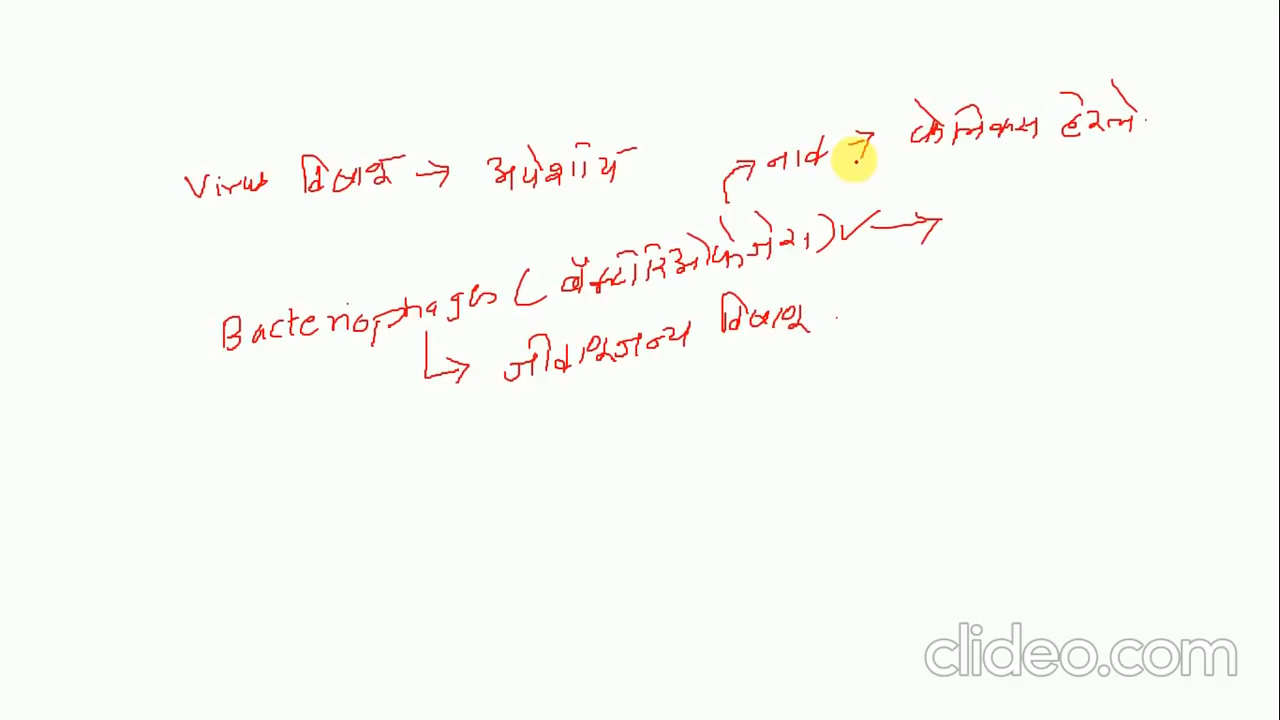 Virus विषाणू → अपेशीय
नाव → फेलिक्स हेरेले.
Bacteriophages (बॅक्टेरिओफेजेस) ✓ →
→ जीवाणूजन्य विषाणू.
clideo.com